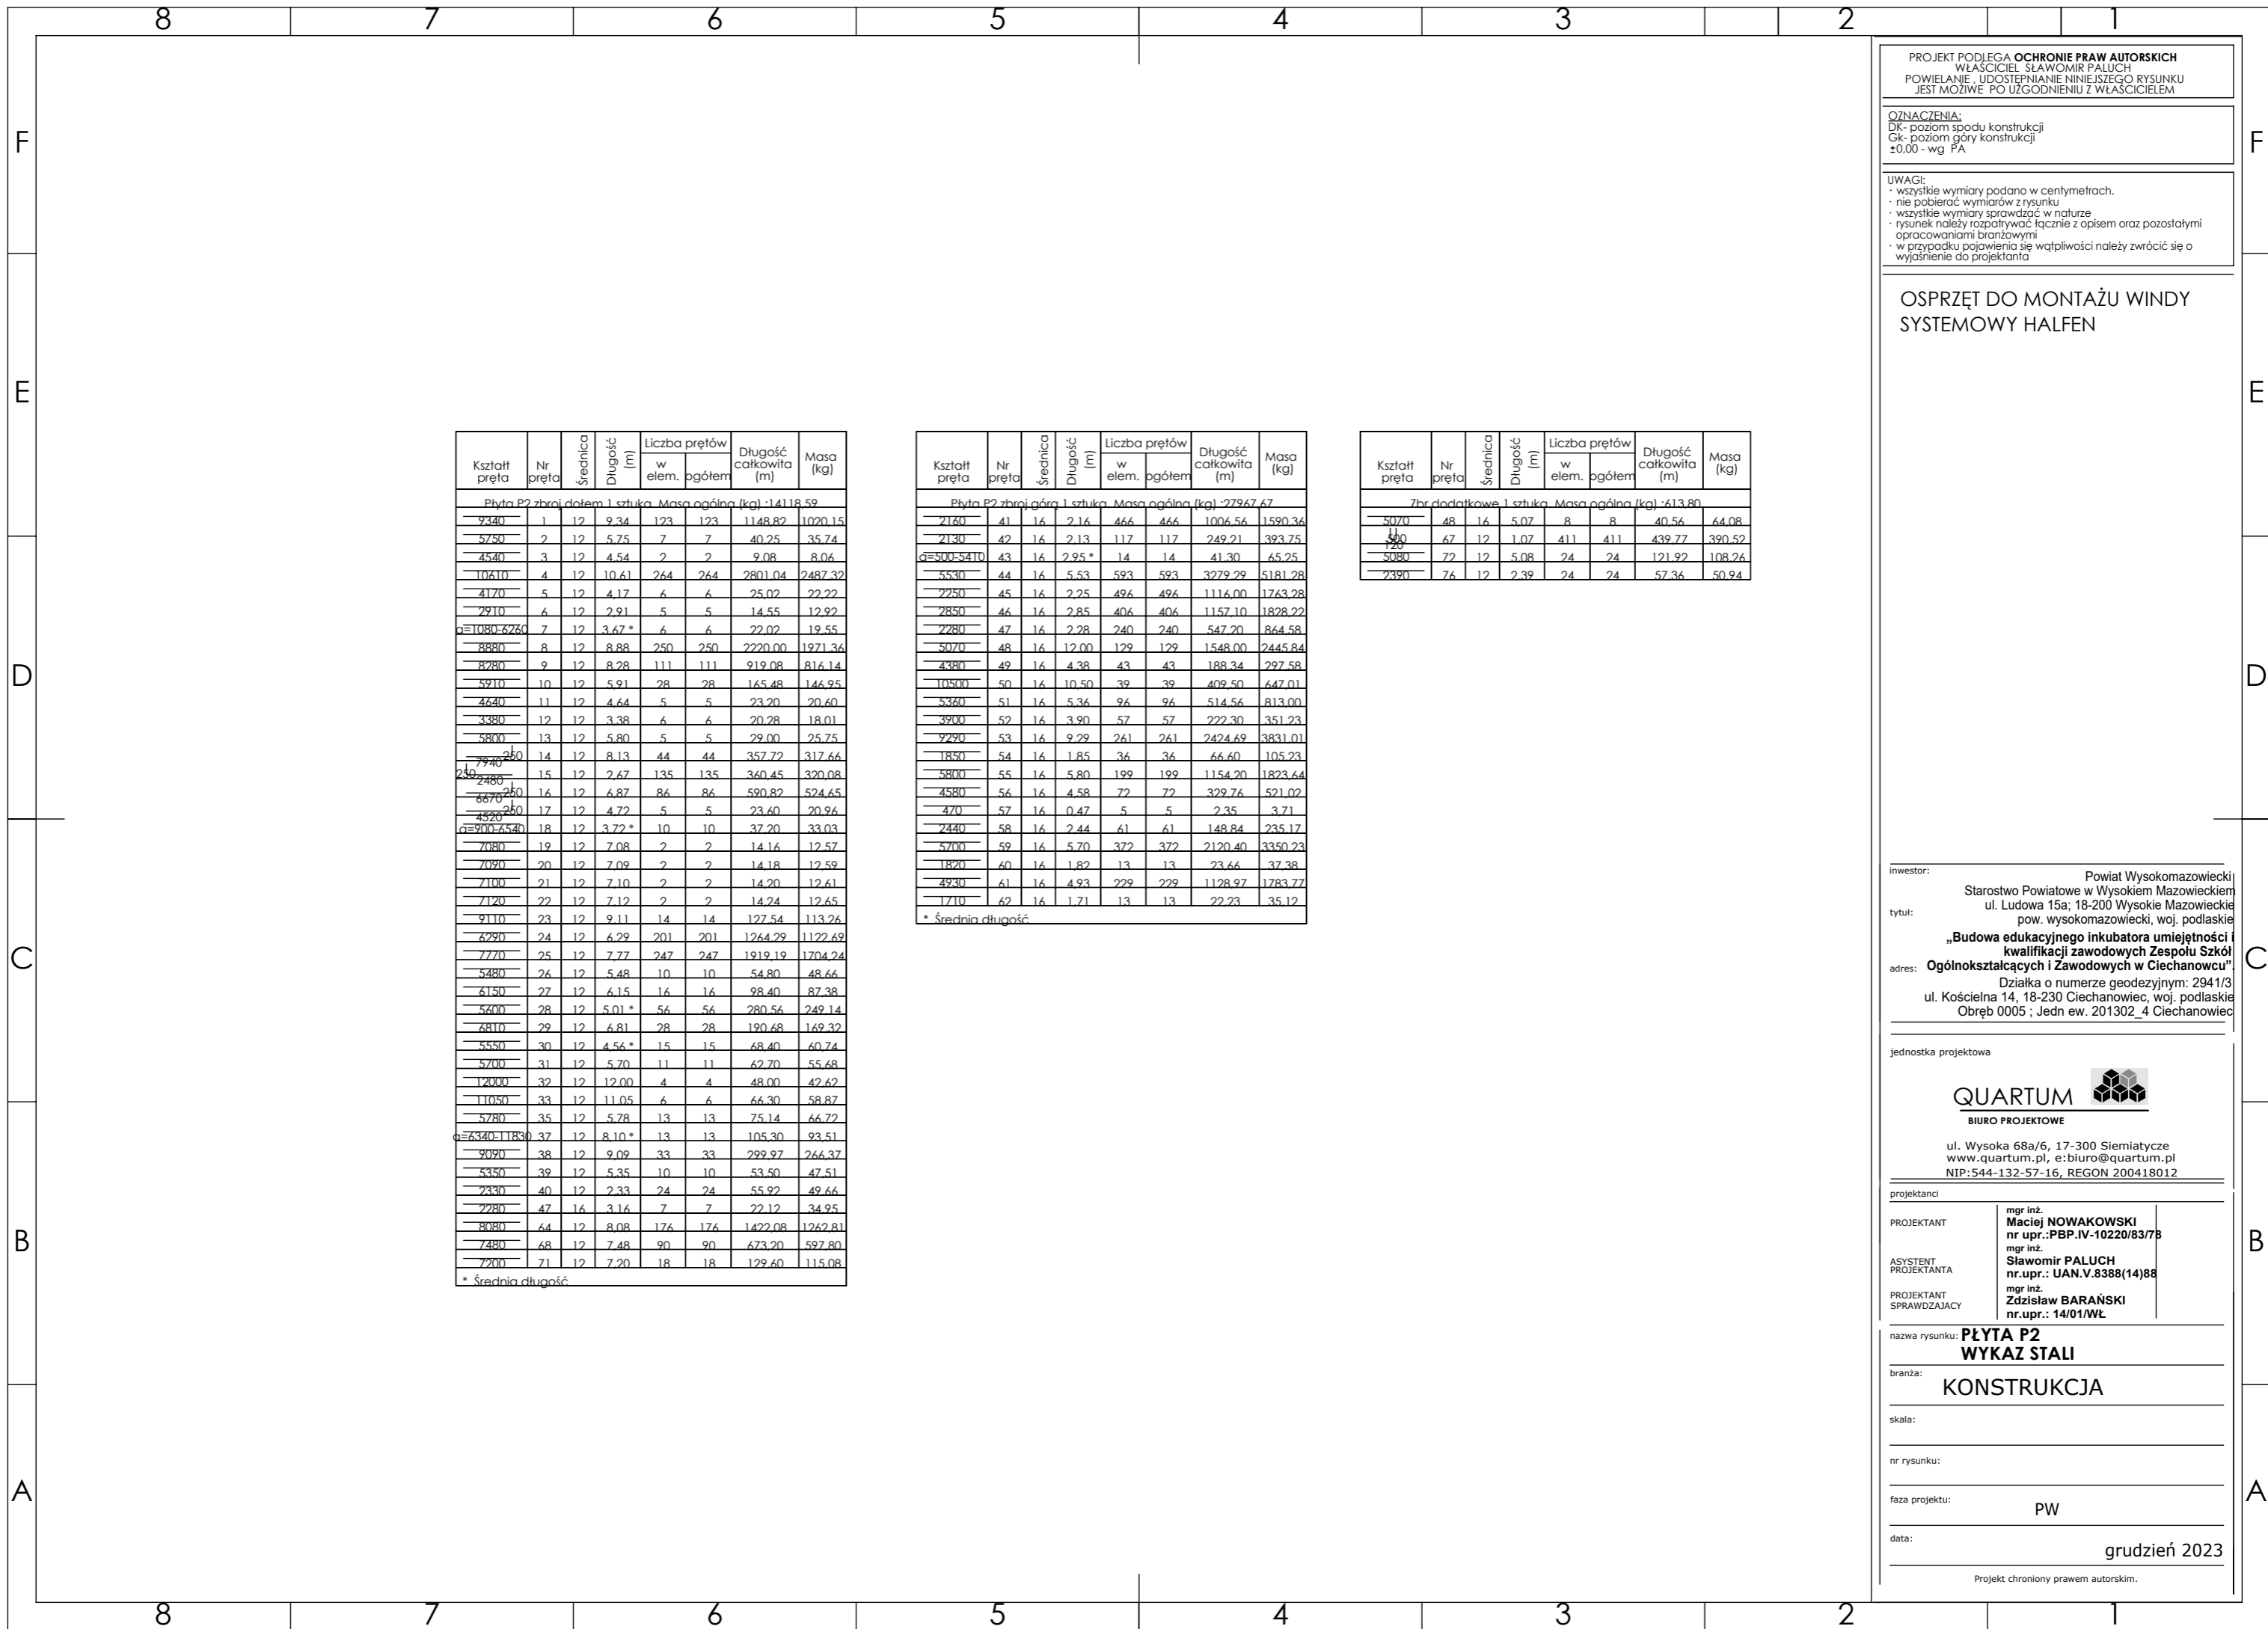 8 7 6 5 4 3 2 1
F
E
D
C
B
A
Kształt pręta Nr pręta Średnica Długość (m) Liczba prętów w elem. ogółem Długość całkowita (m) Masa (kg)
Płyta P2 zbroj dołem 1 sztuka. Masa ogólna (kg) :14118,59
9340 1 12 9,34 123 123 1148,82 1020,15
5750 2 12 5,75 7 7 40,25 35,74
4540 3 12 4,54 2 2 9,08 8,06
10610 4 12 10,61 264 264 2801,04 2487,32
4170 5 12 4,17 6 6 25,02 22,22
2910 6 12 2,91 5 5 14,55 12,92
a=1080-6260 7 12 3,67 * 6 6 22,02 19,55
8880 8 12 8,88 250 250 2220,00 1971,36
8280 9 12 8,28 111 111 919,08 816,14
5910 10 12 5,91 28 28 165,48 146,95
4640 11 12 4,64 5 5 23,20 20,60
3380 12 12 3,38 6 6 20,28 18,01
5800 13 12 5,80 5 5 29,00 25,75
7940 250 14 12 8,13 44 44 357,72 317,66
250 2480 15 12 2,67 135 135 360,45 320,08
6670 250 16 12 6,87 86 86 590,82 524,65
4520 250 17 12 4,72 5 5 23,60 20,96
a=900-6540 18 12 3,72 * 10 10 37,20 33,03
7080 19 12 7,08 2 2 14,16 12,57
7090 20 12 7,09 2 2 14,18 12,59
7100 21 12 7,10 2 2 14,20 12,61
7120 22 12 7,12 2 2 14,24 12,65
9110 23 12 9,11 14 14 127,54 113,26
6290 24 12 6,29 201 201 1264,29 1122,69
7770 25 12 7,77 247 247 1919,19 1704,24
5480 26 12 5,48 10 10 54,80 48,66
6150 27 12 6,15 16 16 98,40 87,38
5600 28 12 5,01 * 56 56 280,56 249,14
6810 29 12 6,81 28 28 190,68 169,32
5550 30 12 4,56 * 15 15 68,40 60,74
5700 31 12 5,70 11 11 62,70 55,68
12000 32 12 12,00 4 4 48,00 42,62
11050 33 12 11,05 6 6 66,30 58,87
5780 35 12 5,78 13 13 75,14 66,72
a=6340-11830 37 12 8,10 * 13 13 105,30 93,51
9090 38 12 9,09 33 33 299,97 266,37
5350 39 12 5,35 10 10 53,50 47,51
2330 40 12 2,33 24 24 55,92 49,66
2280 47 16 3,16 7 7 22,12 34,95
8080 64 12 8,08 176 176 1422,08 1262,81
7480 68 12 7,48 90 90 673,20 597,80
7200 71 12 7,20 18 18 129,60 115,08
* Średnia długość
Kształt pręta Nr pręta Średnica Długość (m) Liczba prętów w elem. ogółem Długość całkowita (m) Masa (kg)
Płyta P2 zbroj górą 1 sztuka. Masa ogólna (kg) :27967,67
2160 41 16 2,16 466 466 1006,56 1590,36
2130 42 16 2,13 117 117 249,21 393,75
a=500-5410 43 16 2,95 * 14 14 41,30 65,25
5530 44 16 5,53 593 593 3279,29 5181,28
2250 45 16 2,25 496 496 1116,00 1763,28
2850 46 16 2,85 406 406 1157,10 1828,22
2280 47 16 2,28 240 240 547,20 864,58
5070 48 16 12,00 129 129 1548,00 2445,84
4380 49 16 4,38 43 43 188,34 297,58
10500 50 16 10,50 39 39 409,50 647,01
5360 51 16 5,36 96 96 514,56 813,00
3900 52 16 3,90 57 57 222,30 351,23
9290 53 16 9,29 261 261 2424,69 3831,01
1850 54 16 1,85 36 36 66,60 105,23
5800 55 16 5,80 199 199 1154,20 1823,64
4580 56 16 4,58 72 72 329,76 521,02
470 57 16 0,47 5 5 2,35 3,71
2440 58 16 2,44 61 61 148,84 235,17
5700 59 16 5,70 372 372 2120,40 3350,23
1820 60 16 1,82 13 13 23,66 37,38
4930 61 16 4,93 229 229 1128,97 1783,77
1710 62 16 1,71 13 13 22,23 35,12
* Średnia długość
Kształt pręta Nr pręta Średnica Długość (m) Liczba prętów w elem. ogółem Długość całkowita (m) Masa (kg)
Zbr dodatkowe 1 sztuka. Masa ogólna (kg) :613,80
5070 48 16 5,07 8 8 40,56 64,08
500 120 67 12 1,07 411 411 439,77 390,52
5080 72 12 5,08 24 24 121,92 108,26
2390 76 12 2,39 24 24 57,36 50,94
PROJEKT PODLEGA OCHRONIE PRAW AUTORSKICH
WŁAŚCICIEL SŁAWOMIR PALUCH
POWIELANIE , UDOSTĘPNIANIE NINIEJSZEGO RYSUNKU
JEST MOŻIWE PO UZGODNIENIU Z WŁAŚCICIELEM
OZNACZENIA:
DK- poziom spodu konstrukcji
Gk- poziom góry konstrukcji
±0,00 - wg PA
UWAGI:
· wszystkie wymiary podano w centymetrach.
· nie pobierać wymiarów z rysunku
· wszystkie wymiary sprawdzać w naturze
· rysunek należy rozpatrywać łącznie z opisem oraz pozostałymi
opracowaniami branżowymi
· w przypadku pojawienia się wątpliwości należy zwrócić się o
wyjaśnienie do projektanta
OSPRZĘT DO MONTAŻU WINDY
SYSTEMOWY HALFEN
inwestor: Powiat Wysokomazowiecki
Starostwo Powiatowe w Wysokiem Mazowieckiem
ul. Ludowa 15a; 18-200 Wysokie Mazowieckie
tytuł: pow. wysokomazowiecki, woj. podlaskie
„Budowa edukacyjnego inkubatora umiejętności i
kwalifikacji zawodowych Zespołu Szkół
adres: Ogólnokształcących i Zawodowych w Ciechanowcu”.
Działka o numerze geodezyjnym: 2941/3
ul. Kościelna 14, 18-230 Ciechanowiec, woj. podlaskie
Obręb 0005 ; Jedn ew. 201302_4 Ciechanowiec
jednostka projektowa
QUARTUM
BIURO PROJEKTOWE
ul. Wysoka 68a/6, 17-300 Siemiatycze
www.quartum.pl, e:biuro@quartum.pl
NIP:544-132-57-16, REGON 200418012
projektanci
PROJEKTANT
mgr inż.
Maciej NOWAKOWSKI
nr upr.:PBP.IV-10220/83/78
ASYSTENT
PROJEKTANTA
mgr inż.
Sławomir PALUCH
nr.upr.: UAN.V.8388(14)88
PROJEKTANT
SPRAWDZAJACY
mgr inż.
Zdzisław BARAŃSKI
nr.upr.: 14/01/WŁ
nazwa rysunku: PŁYTA P2
WYKAZ STALI
branża:
KONSTRUKCJA
skala:
nr rysunku:
faza projektu:
PW
data:
grudzień 2023
Projekt chroniony prawem autorskim.
F
E
D
C
B
A
8 7 6 5 4 3 2 1